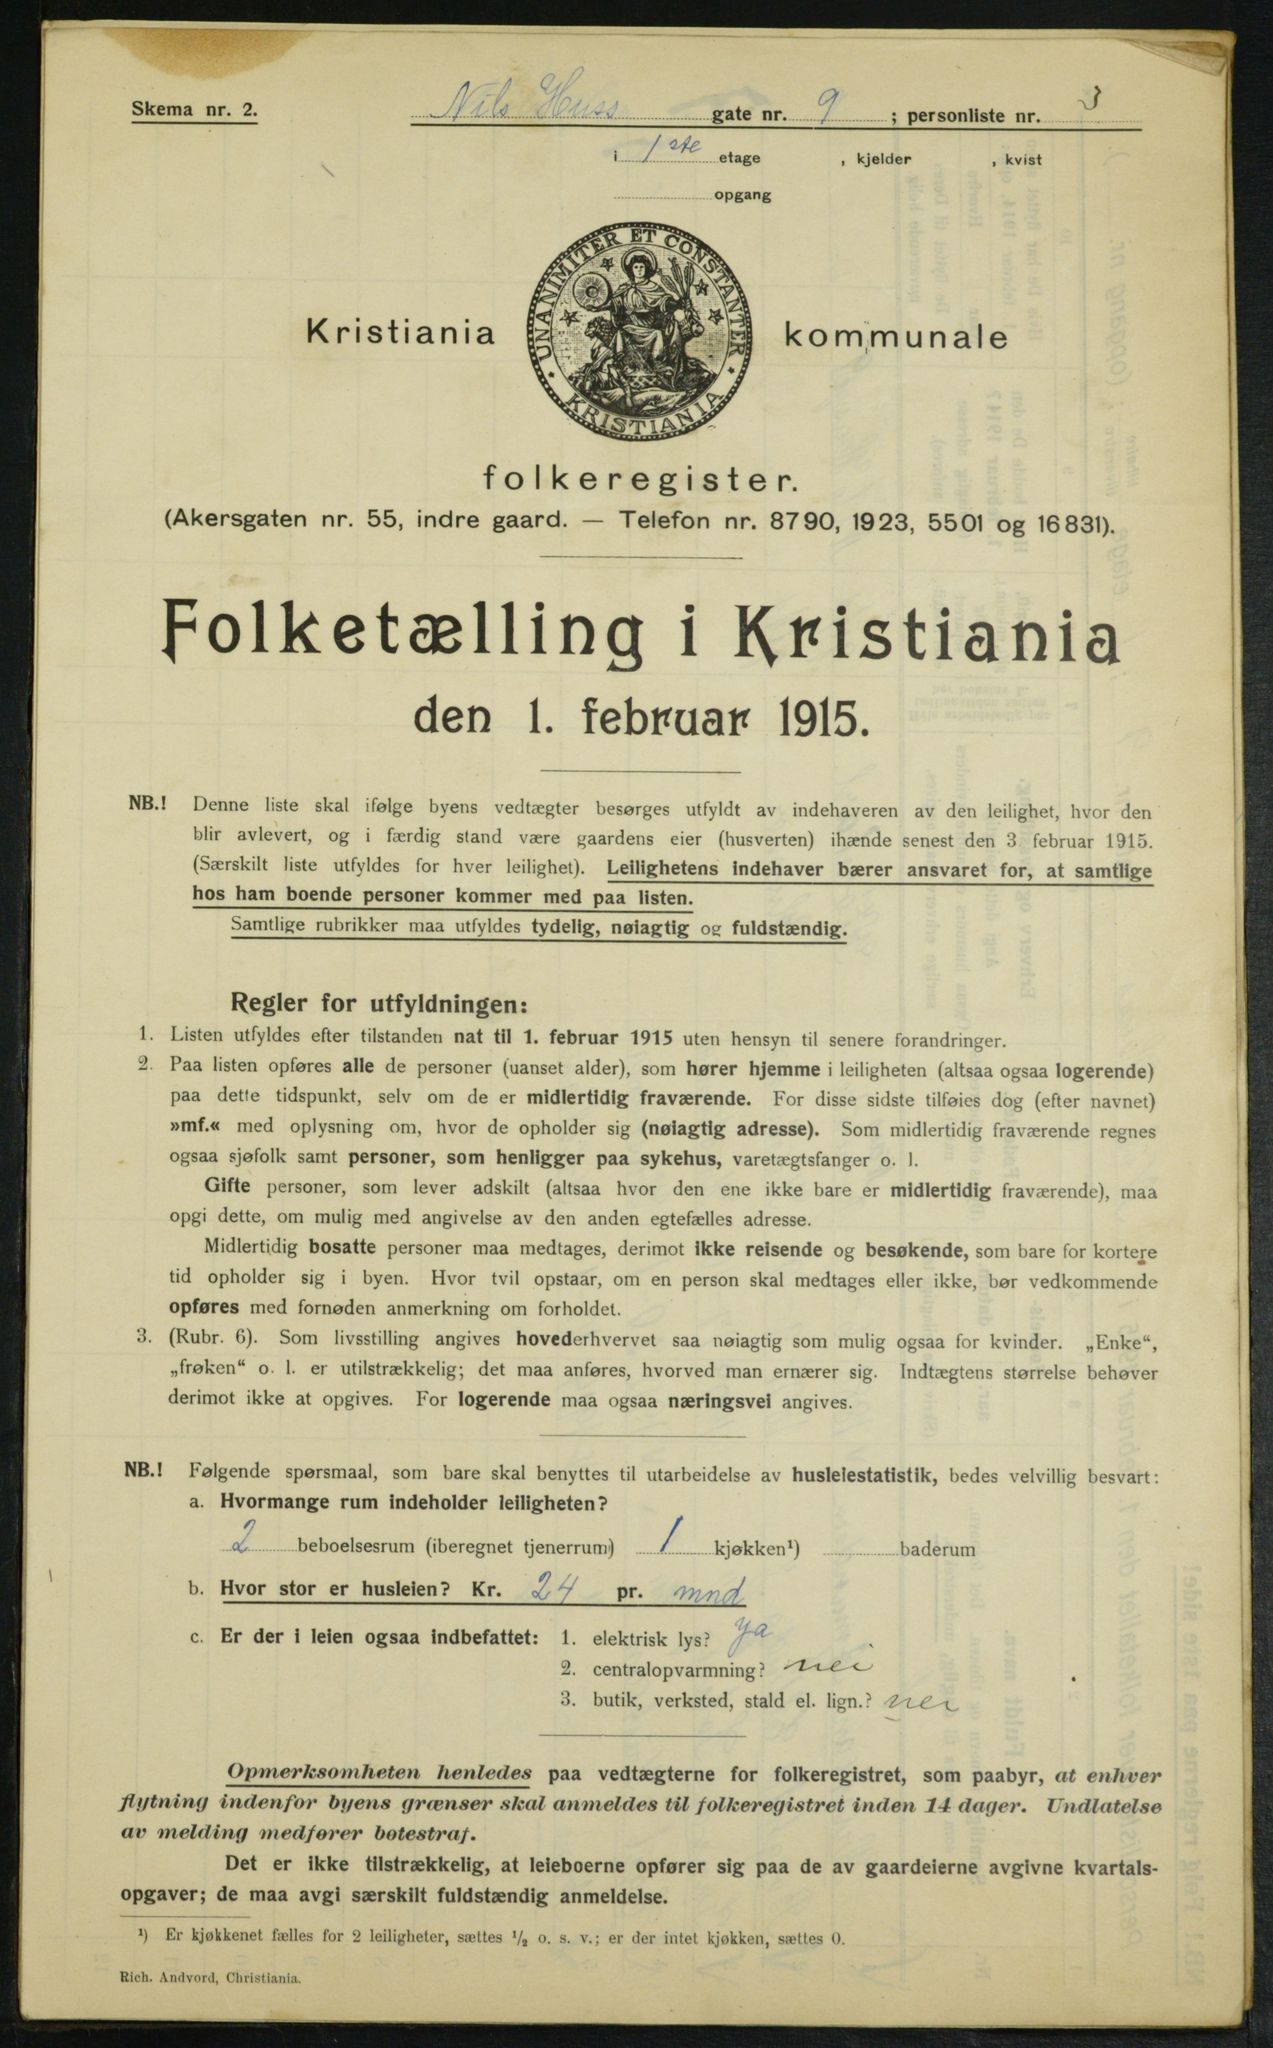 Skema nr. 2.
Nils Huss gate nr. 9 ; personliste nr. 3
i 1ste etage , kjelder , kvist
opgang
UNANIMITER ET CONSTANTER
KRISTIANIA
Kristiania kommunale
folkeregister.
(Akersgaten nr. 55, indre gaard. — Telefon nr. 8790, 1923, 5501 og 16831).
Folketælling i Kristiania
den 1. februar 1915.
NB.! Denne liste skal ifølge byens vedtægter besørges utfyldt av indehaveren av den leilighet, hvor den
blir avlevert, og i færdig stand være gaardens eier (husverten) ihænde senest den 3. februar 1915.
(Særskilt liste utfyldes for hver leilighet). Leilighetens indehaver bærer ansvaret for, at samtlige
hos ham boende personer kommer med paa listen.
Samtlige rubrikker maa utfyldes tydelig, nøiagtig og fuldstændig.
Regler for utfyldningen:
1. Listen utfyldes efter tilstanden nat til 1. februar 1915 uten hensyn til senere forandringer.
2. Paa listen opføres alle de personer (uanset alder), som hører hjemme i leiligheten (altsaa ogsaa logerende)
paa dette tidspunkt, selv om de er midlertidig fraværende. For disse sidste tilføies dog (efter navnet)
»mf.« med oplysning om, hvor de opholder sig (nøiagtig adresse). Som midlertidig fraværende regnes
ogsaa sjøfolk samt personer, som henligger paa sykehus, varetægtsfanger o. l.
Gifte personer, som lever adskilt (altsaa hvor den ene ikke bare er midlertidig fraværende), maa
opgi dette, om mulig med angivelse av den anden egtefælles adresse.
Midlertidig bosatte personer maa medtages, derimot ikke reisende og besøkende, som bare for kortere
tid opholder sig i byen. Hvor tvil opstaar, om en person skal medtages eller ikke, bør vedkommende
opføres med fornøden anmerkning om forholdet.
3. (Rubr. 6). Som livsstilling angives hovederhvervet saa nøiagtig som mulig ogsaa for kvinder. „Enke“,
„frøken“ o. l. er utilstrækkelig; det maa anføres, hvorved man ernærer sig. Indtægtens størrelse behøver
derimot ikke at opgives. For logerende maa ogsaa næringsvei angives.
NB.! Følgende spørsmaal, som bare skal benyttes til utarbeidelse av husleiestatistik, bedes velvillig besvart:
a. Hvormange rum indeholder leiligheten?
2 beboelsesrum (iberegnet tjenerrum) 1 kjøkken¹) baderum
b. Hvor stor er husleien? Kr. 24 pr. mnd
c. Er der i leien ogsaa indbefattet: 1. elektrisk lys? ya
2. centralopvarmning? nei
3. butik, verksted, stald el. lign.? nei
Opmerksomheten henledes paa vedtægterne for folkeregistret, som paabyr, at enhver
flytning indenfor byens grænser skal anmeldes til folkeregistret inden 14 dager. Undlatelse
av melding medfører bøtestraf.
Det er ikke tilstrækkelig, at leieboerne opfører sig paa de av gaardeierne avgivne kvartals-
opgaver; de maa avgi særskilt fuldstændig anmeldelse.
¹) Er kjøkkenet fælles for 2 leiligheter, sættes ½ o. s. v.; er der intet kjøkken, sættes 0.
Rich. Andvord, Christiania.